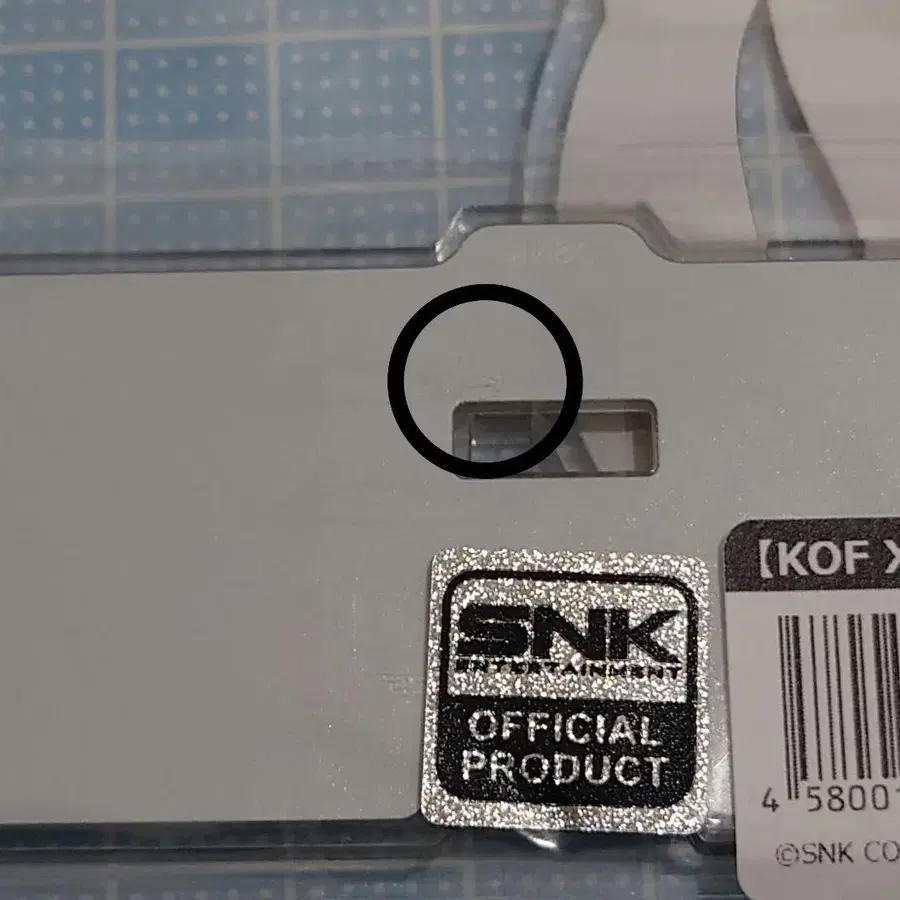 SNK
ENTERTAINMENT
OFFICIAL
PRODUCT
【KOF X
4 58001
©SNK CO